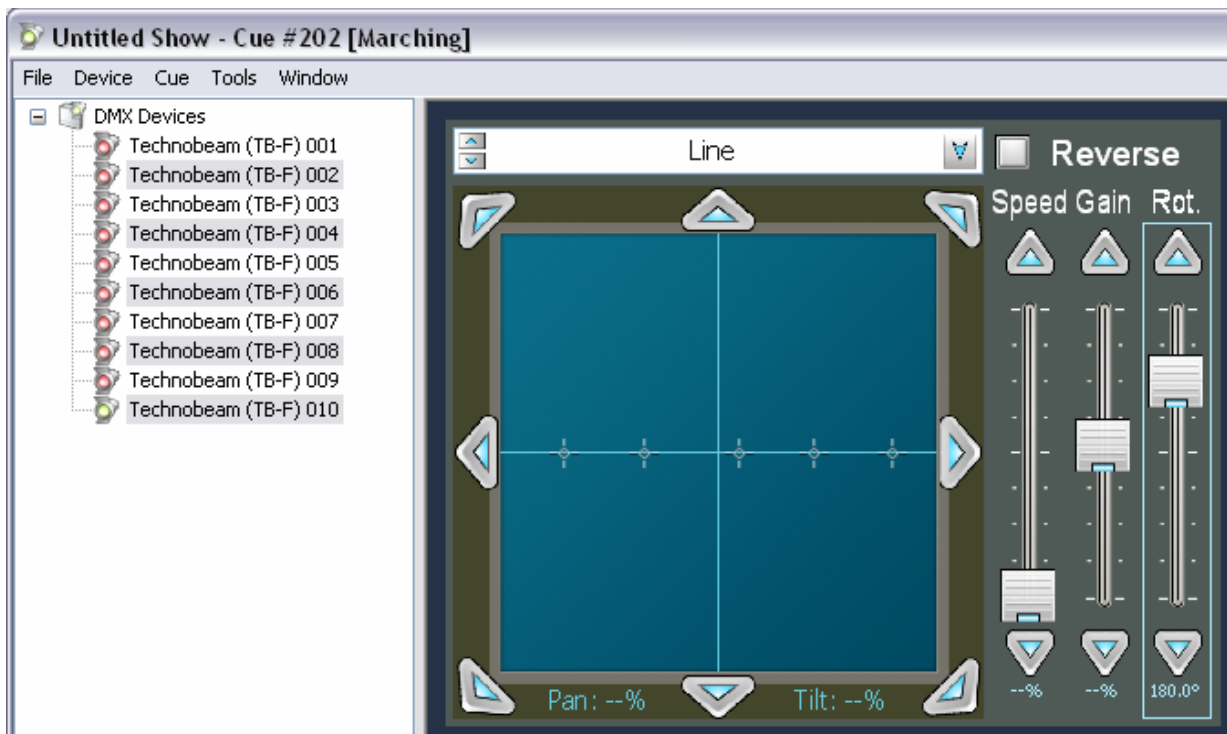 Untitled Show - Cue #202 [Marching]
File Device Cue Tools Window
DMX Devices
Technobeam (TB-F) 001
Technobeam (TB-F) 002
Technobeam (TB-F) 003
Technobeam (TB-F) 004
Technobeam (TB-F) 005
Technobeam (TB-F) 006
Technobeam (TB-F) 007
Technobeam (TB-F) 008
Technobeam (TB-F) 009
Technobeam (TB-F) 010
Line
Reverse
Speed Gain Rot.
Pan: --% Tilt: --%
--% --% 180.0°